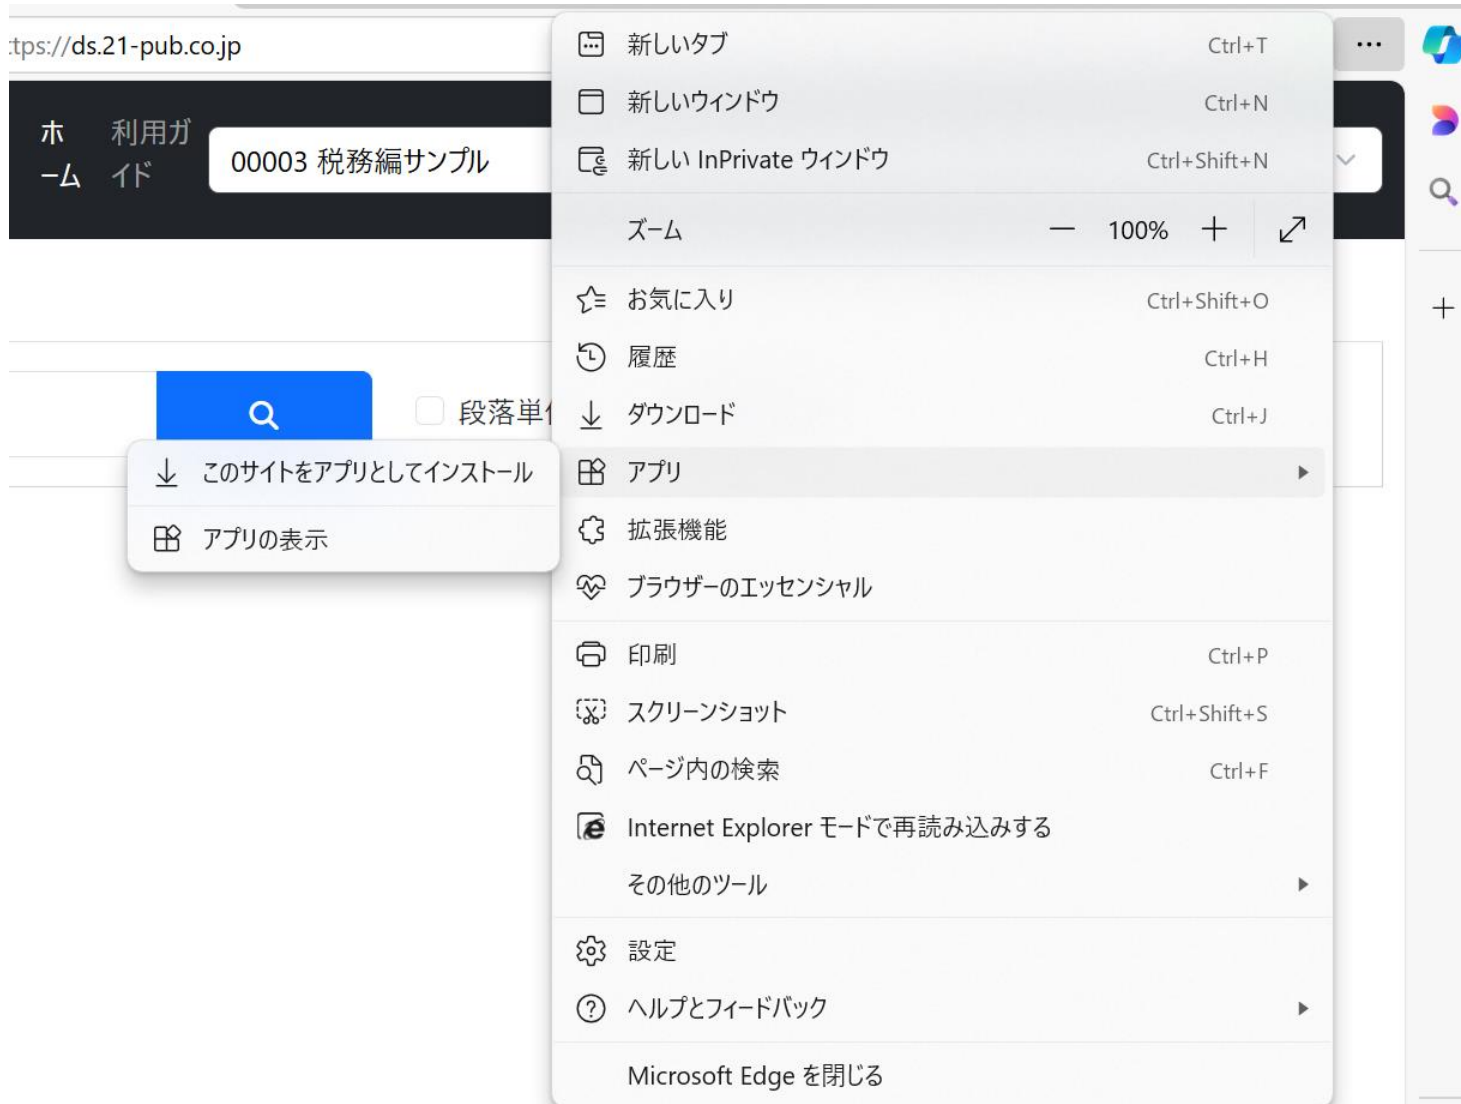 tps://ds.21-pub.co.jp
ホ
ーム
利用ガ
イド
00003 税務編サンプル
段落単
このサイトをアプリとしてインストール
アプリの表示
新しいタブ Ctrl+T
新しいウィンドウ Ctrl+N
新しい InPrivate ウィンドウ Ctrl+Shift+N
ズーム 100%
お気に入り Ctrl+Shift+O
履歴 Ctrl+H
ダウンロード Ctrl+J
アプリ
拡張機能
ブラウザーのエッセンシャル
印刷 Ctrl+P
スクリーンショット Ctrl+Shift+S
ページ内の検索 Ctrl+F
Internet Explorer モードで再読み込みする
その他のツール
設定
ヘルプとフィードバック
Microsoft Edge を閉じる